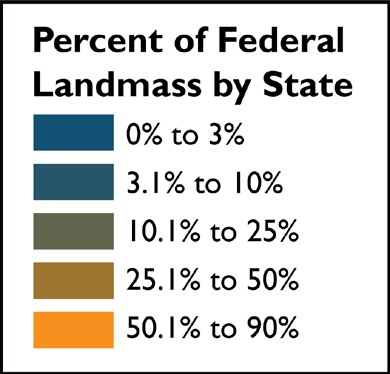 Percent of Federal
Landmass by State
0% to 3%
3.1% to 10%
10.1% to 25%
25.1% to 50%
50.1% to 90%